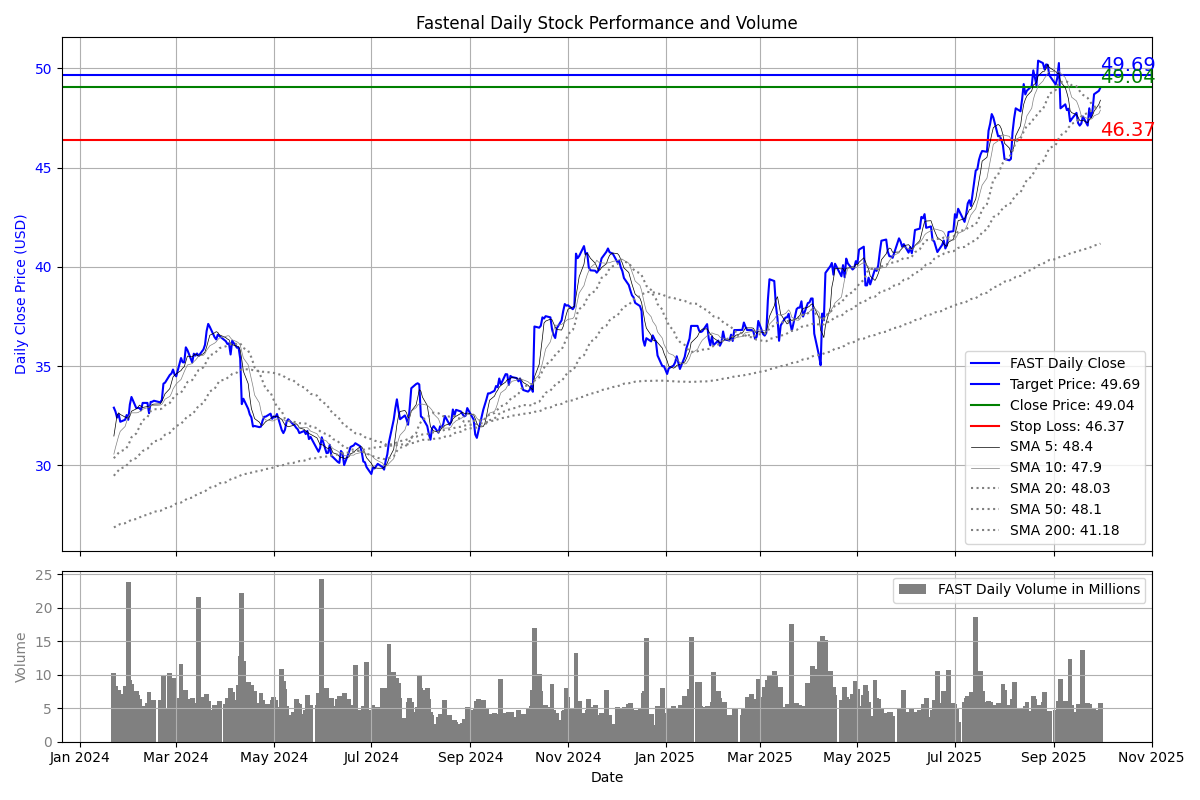 Fastenal Daily Stock Performance and Volume
Daily Close Price (USD)
50
45
40
35
30
49.69
49.04
46.37
FAST Daily Close
Target Price: 49.69
Close Price: 49.04
Stop Loss: 46.37
SMA 5: 48.4
SMA 10: 47.9
SMA 20: 48.03
SMA 50: 48.1
SMA 200: 41.18
Volume
25
20
15
10
5
0
FAST Daily Volume in Millions
Jan 2024 Mar 2024 May 2024 Jul 2024 Sep 2024 Nov 2024 Jan 2025 Mar 2025 May 2025 Jul 2025 Sep 2025 Nov 2025
Date